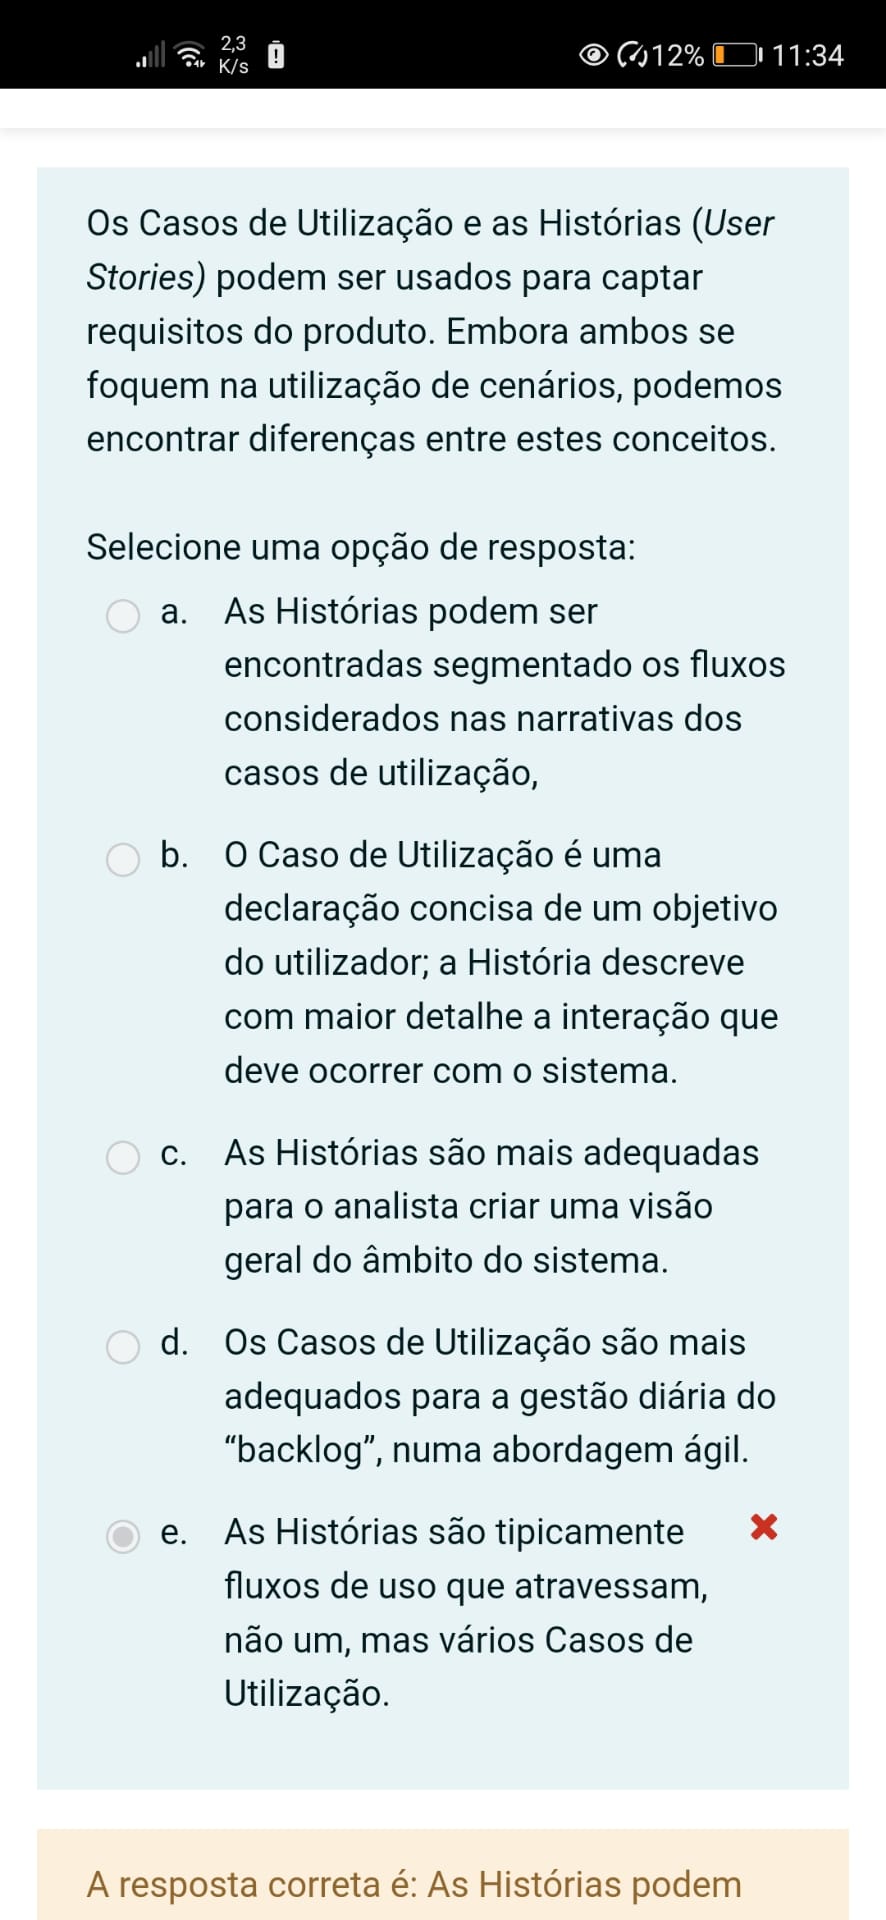 2,3
K/s
12%
11:34
Os Casos de Utilização e as Histórias (User
Stories) podem ser usados para captar
requisitos do produto. Embora ambos se
foquem na utilização de cenários, podemos
encontrar diferenças entre estes conceitos.
Selecione uma opção de resposta:
a. As Histórias podem ser
encontradas segmentado os fluxos
considerados nas narrativas dos
casos de utilização,
b. O Caso de Utilização é uma
declaração concisa de um objetivo
do utilizador; a História descreve
com maior detalhe a interação que
deve ocorrer com o sistema.
c. As Histórias são mais adequadas
para o analista criar uma visão
geral do âmbito do sistema.
d. Os Casos de Utilização são mais
adequados para a gestão diária do
“backlog”, numa abordagem ágil.
e. As Histórias são tipicamente
fluxos de uso que atravessam,
não um, mas vários Casos de
Utilização.
A resposta correta é: As Histórias podem